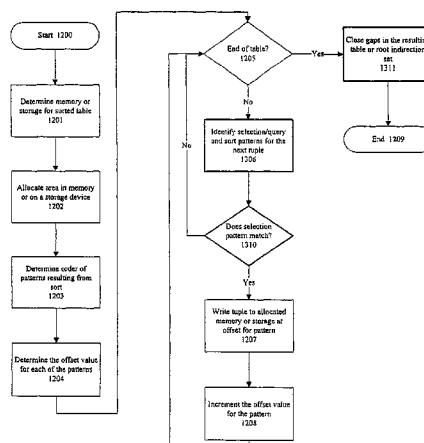 Start 1200
Determine memory or
storage for sorted table
1201
Allocate area in memory
or on a storage device
1202
Determine order of
patterns resulting from
sort
1203
Determine the offset value
for each of the patterns
1204
End of table?
1205
Yes
No
Identify selection/query
and sort patterns for the
next tuple
1306
No
Does selection
pattern match?
1310
Yes
Write tuple to allocated
memory or storage at
offset for pattern
1207
Increment the offset value
for the pattern
1208
Close gaps in the resulting
table or root indirection
set
1311
End 1209